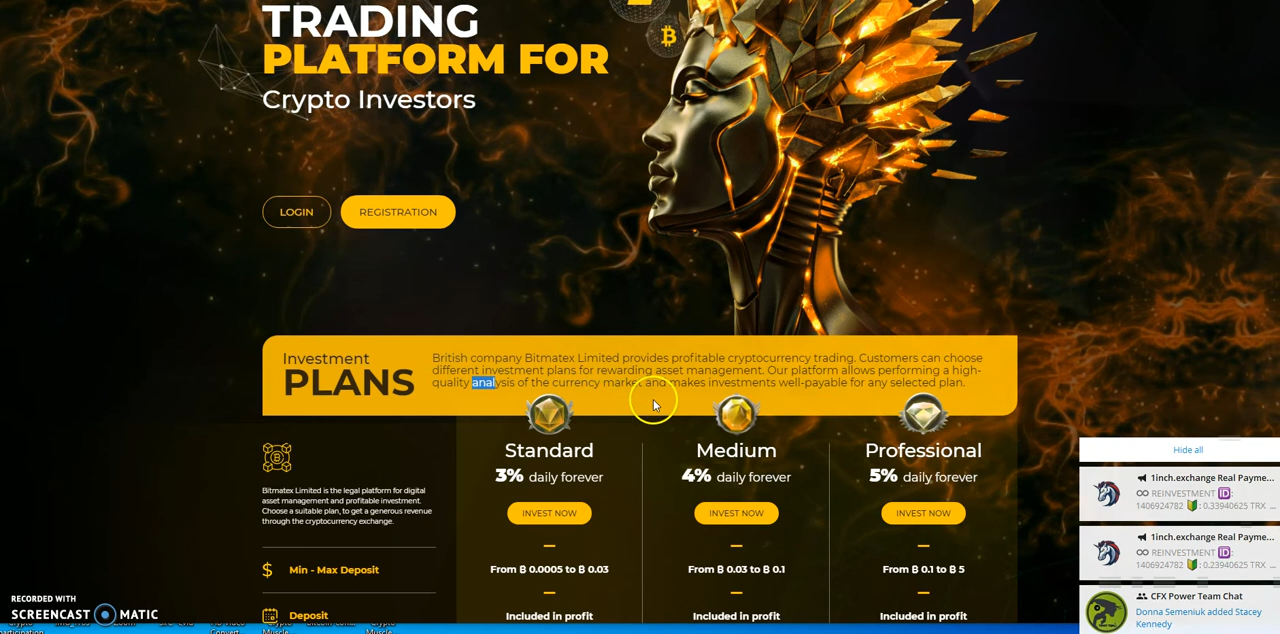 TRADING
PLATFORM FOR
Crypto Investors
LOGIN
REGISTRATION
Investment
PLANS
British company Bitmatex Limited provides profitable cryptocurrency trading. Customers can choose
different investment plans for rewarding asset management. Our platform allows performing a high-
quality analysis of the currency market and makes investments well-payable for any selected plan.
Bitmatex Limited is the legal platform for digital
asset management and profitable investment.
Choose a suitable plan, to get a generous revenue
through the cryptocurrency exchange.
Standard
3% daily forever
INVEST NOW
Medium
4% daily forever
INVEST NOW
Professional
5% daily forever
INVEST NOW
Min - Max Deposit
From ₿ 0.0005 to ₿ 0.03
From ₿ 0.03 to ₿ 0.1
From ₿ 0.1 to ₿ 5
Deposit
Included in profit
Included in profit
Included in profit
Hide all
1inch.exchange Real Payme...
REINVESTMENT 🆔:
1406924782 🔰: 0.33940625 TRX ...
1inch.exchange Real Payme...
REINVESTMENT 🆔:
1406924782 🔰: 0.23940625 TRX ...
CFX Power Team Chat
Donna Semeniuk added Stacey
Kennedy
RECORDED WITH
SCREENCAST MATIC